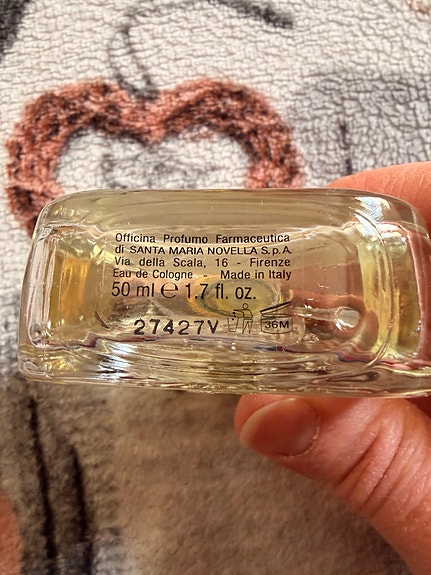 Officina Profumo Farmaceutica
di SANTA MARIA NOVELLA S.p.A.
Via della Scala, 16 - Firenze
Eau de Cologne - Made in Italy
50 ml ℮ 1.7 fl. oz.
27427V
36M